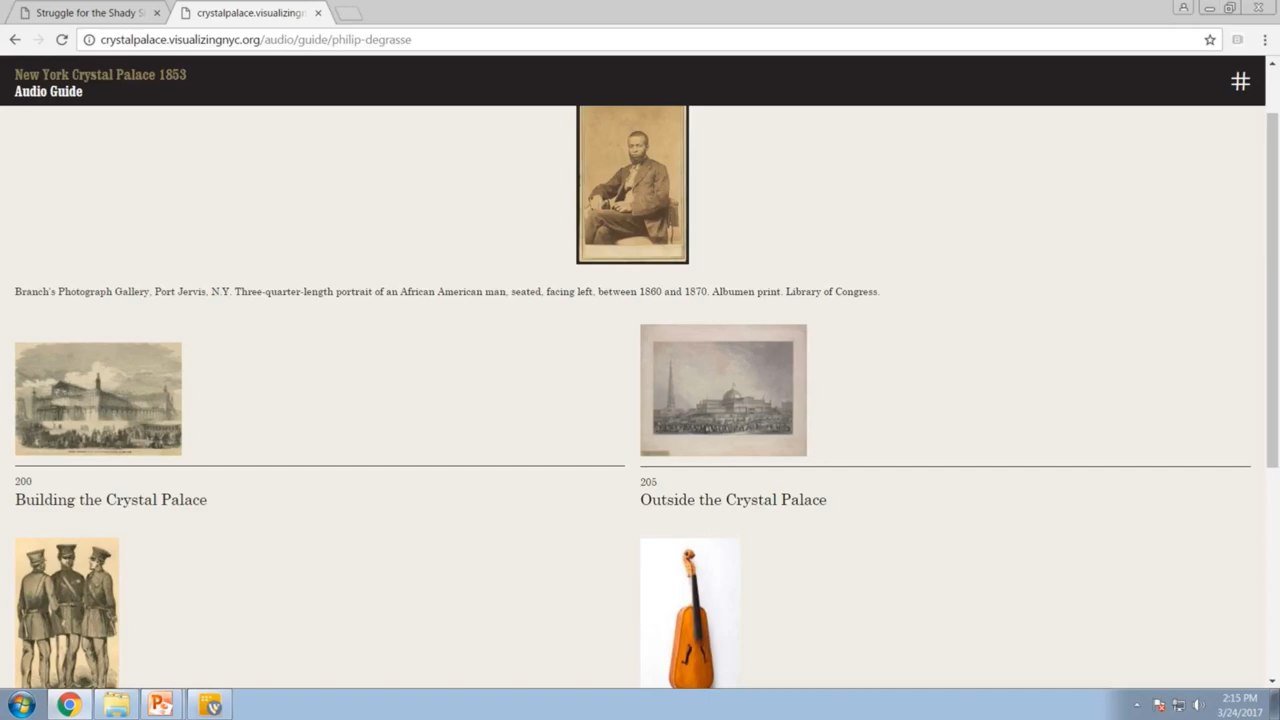 Struggle for the Shady S
crystalpalace.visualizingn
crystalpalace.visualizingnyc.org/audio/guide/philip-degrasse
New York Crystal Palace 1853
Audio Guide
#
Branch's Photograph Gallery, Port Jervis, N.Y. Three-quarter-length portrait of an African American man, seated, facing left, between 1860 and 1870. Albumen print. Library of Congress.
200
Building the Crystal Palace
205
Outside the Crystal Palace
2:15 PM
3/24/2017